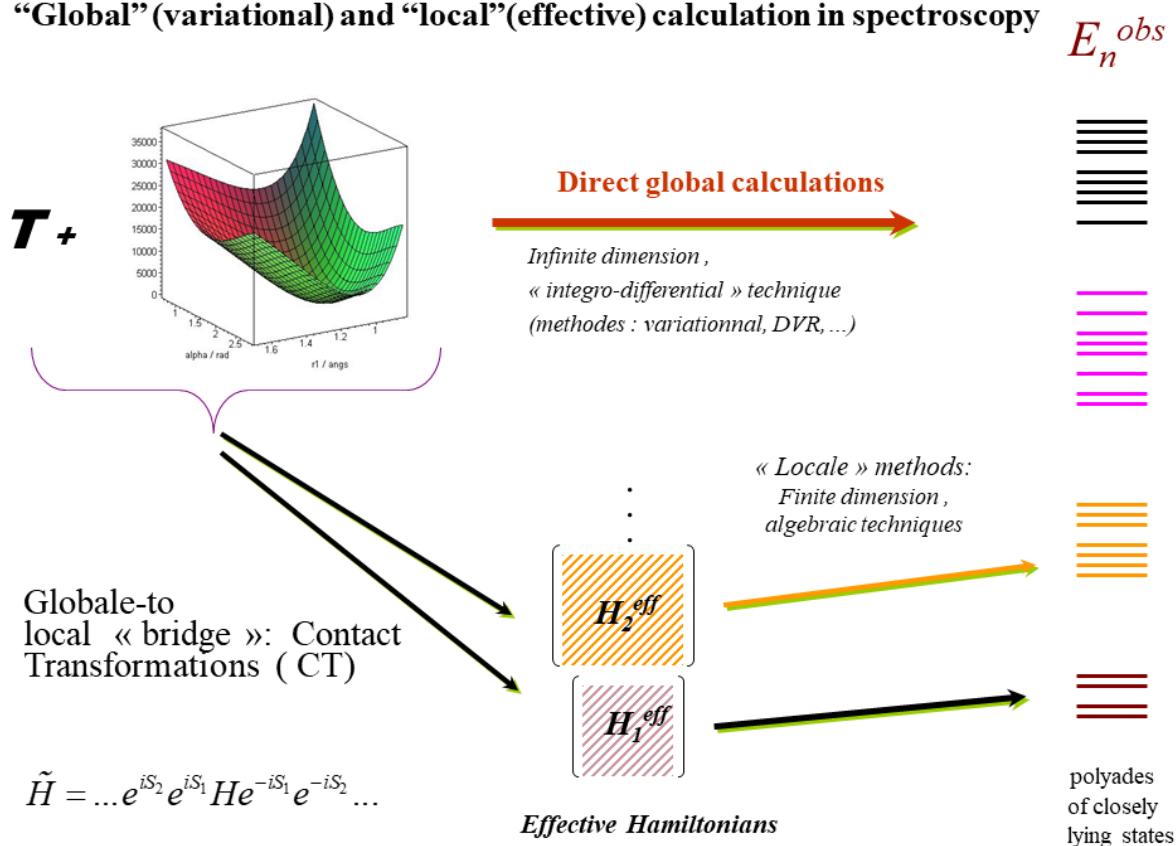 “Global” (variational) and “local”(effective) calculation in spectroscopy
E_n^obs
T +
35000
30000
25000
20000
15000
10000
5000
0
1
1.5
2
2.5
alpha / rad
1.6
1.4
1.2
1
r1 / angs
Direct global calculations
Infinite dimension ,
« integro-differential » technique
(methodes : variationnal, DVR, ...)
« Locale » methods:
Finite dimension ,
algebraic techniques
.
.
.
H_2^eff
H_1^eff
Globale-to
local « bridge »: Contact
Transformations ( CT)
H̃ = ... e^{iS_2} e^{iS_1} H e^{-iS_1} e^{-iS_2} ...
Effective Hamiltonians
polyades
of closely
lying states